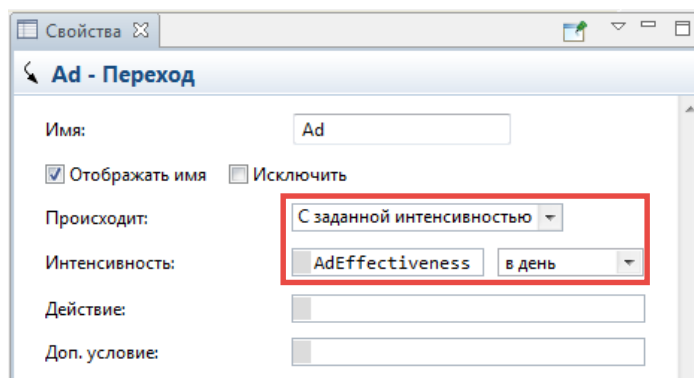 Свойства
Ad - Переход
Имя: Ad
Отображать имя Исключить
Происходит: С заданной интенсивностью
Интенсивность: AdEffectiveness в день
Действие:
Доп. условие: